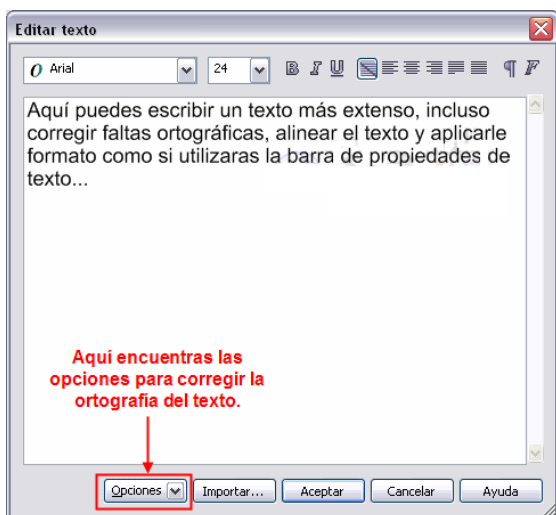 Editar texto
Arial 24 B I U
Aquí puedes escribir un texto más extenso, incluso
corregir faltas ortográficas, alinear el texto y aplicarle
formato como si utilizaras la barra de propiedades de
texto...
Aquí encuentras las
opciones para corregir la
ortografía del texto.
Opciones Importar... Aceptar Cancelar Ayuda